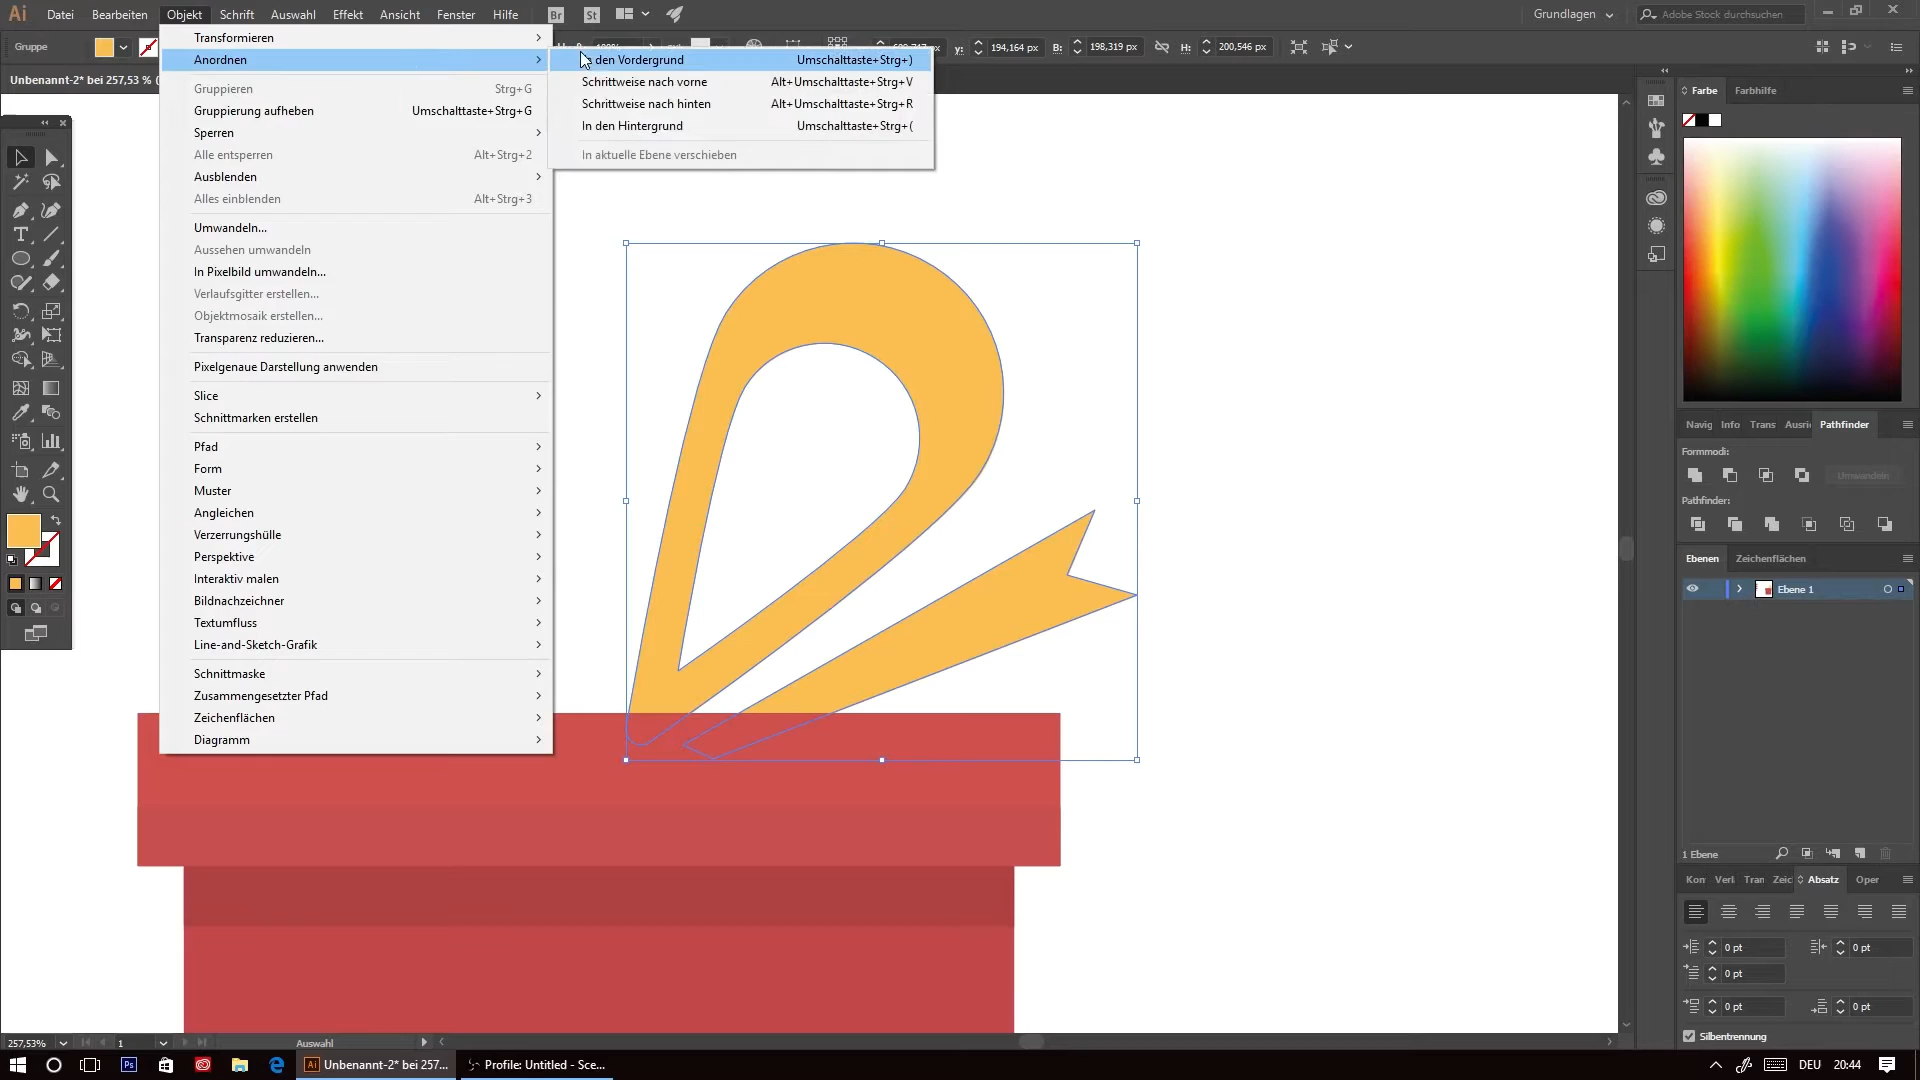 Ai Datei Bearbeiten Objekt Schrift Auswahl Effekt Ansicht Fenster Hilfe Br St Grundlagen Adobe Stock durchsuchen
Gruppe y: 194,164 px B: 198,319 px H: 200,546 px
Unbenannt-2* bei 257,53 %
Transformieren
Anordnen
Gruppieren Strg+G
Gruppierung aufheben Umschalttaste+Strg+G
Sperren
Alle entsperren Alt+Strg+2
Ausblenden
Alles einblenden Alt+Strg+3
Umwandeln...
Aussehen umwandeln
In Pixelbild umwandeln...
Verlaufsgitter erstellen...
Objektmosaik erstellen...
Transparenz reduzieren...
Pixelgenaue Darstellung anwenden
Slice
Schnittmarken erstellen
Pfad
Form
Muster
Angleichen
Verzerrungshülle
Perspektive
Interaktiv malen
Bildnachzeichner
Textumfluss
Line-and-Sketch-Grafik
Schnittmaske
Zusammengesetzter Pfad
Zeichenflächen
Diagramm
den Vordergrund Umschalttaste+Strg+)
Schrittweise nach vorne Alt+Umschalttaste+Strg+V
Schrittweise nach hinten Alt+Umschalttaste+Strg+R
In den Hintergrund Umschalttaste+Strg+(
In aktuelle Ebene verschieben
Farbe Farbhilfe
Navig Info Trans Ausri Pathfinder
Formmodi:
Umwandeln
Pathfinder:
Ebenen Zeichenflächen
Ebene 1
1 Ebene
Kon Verl Tran Zeic Absatz Oper
0 pt 0 pt
0 pt
0 pt 0 pt
Silbentrennung
257,53% 1 Auswahl
Ps Ai Unbenannt-2* bei 257... Profile: Untitled - Sce... DEU 20:44